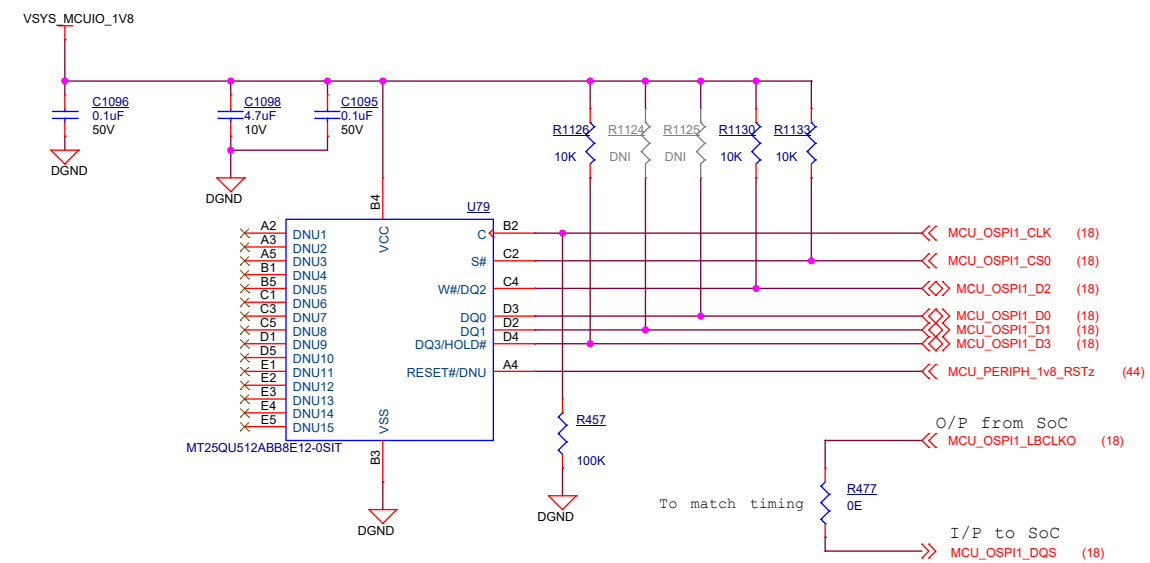 VSYS_MCUIO_1V8
C1096
0.1uF
50V
DGND
C1098
4.7uF
10V
C1095
0.1uF
50V
DGND
R1126
10K
R1124
DNI
R1125
DNI
R1130
10K
R1133
10K
U79
B4
VCC
A2 DNU1
A3 DNU2
A5 DNU3
B1 DNU4
B5 DNU5
C1 DNU6
C3 DNU7
C5 DNU8
D1 DNU9
D5 DNU10
E1 DNU11
E2 DNU12
E3 DNU13
E4 DNU14
E5 DNU15
C B2 MCU_OSPI1_CLK (18)
S# C2 MCU_OSPI1_CS0 (18)
W#/DQ2 C4 MCU_OSPI1_D2 (18)
DQ0 D3 MCU_OSPI1_D0 (18)
DQ1 D2 MCU_OSPI1_D1 (18)
DQ3/HOLD# D4 MCU_OSPI1_D3 (18)
RESET#/DNU A4 MCU_PERIPH_1v8_RSTz (44)
VSS
B3
MT25QU512ABB8E12-0SIT
DGND
R457
100K
DGND
O/P from SoC
MCU_OSPI1_LBCLKO (18)
R477
0E
To match timing
I/P to SoC
MCU_OSPI1_DQS (18)